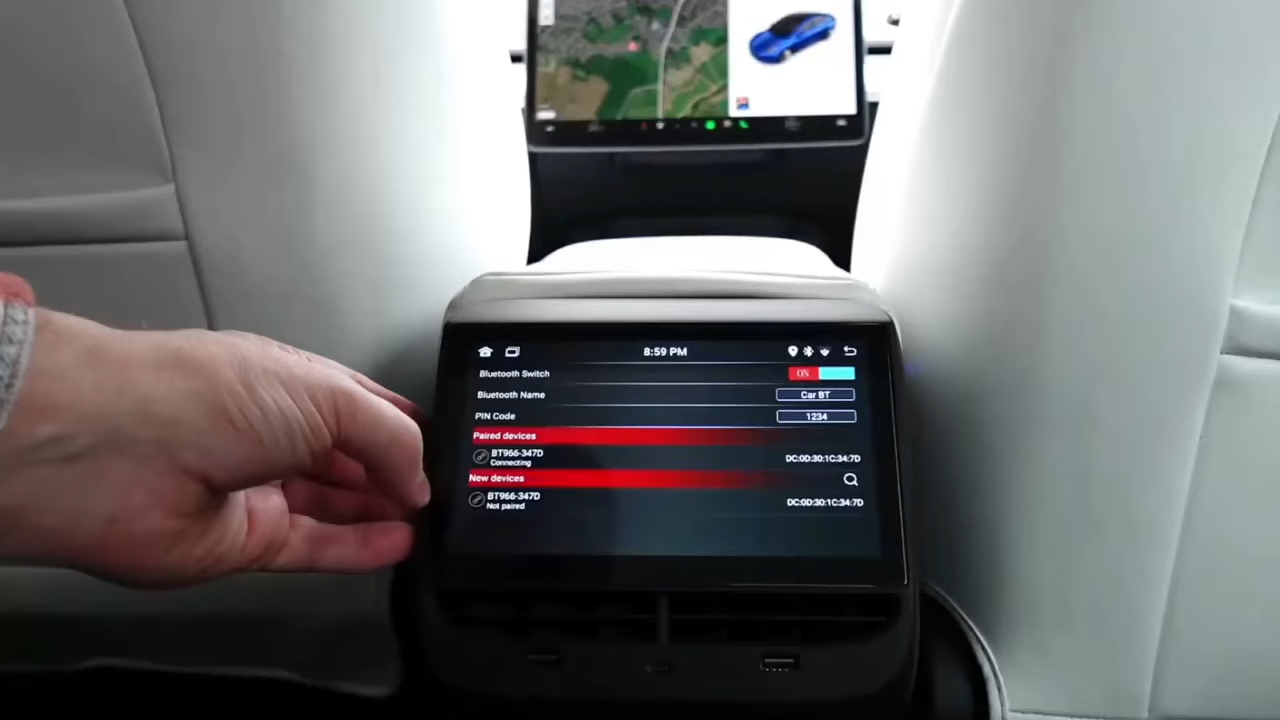 8:59 PM
Bluetooth Switch ON
Bluetooth Name Car BT
PIN Code 1234
Paired devices
BT966-347D
Connecting DC:0D:30:1C:34:7D
New devices
BT966-347D
Not paired DC:0D:30:1C:34:7D